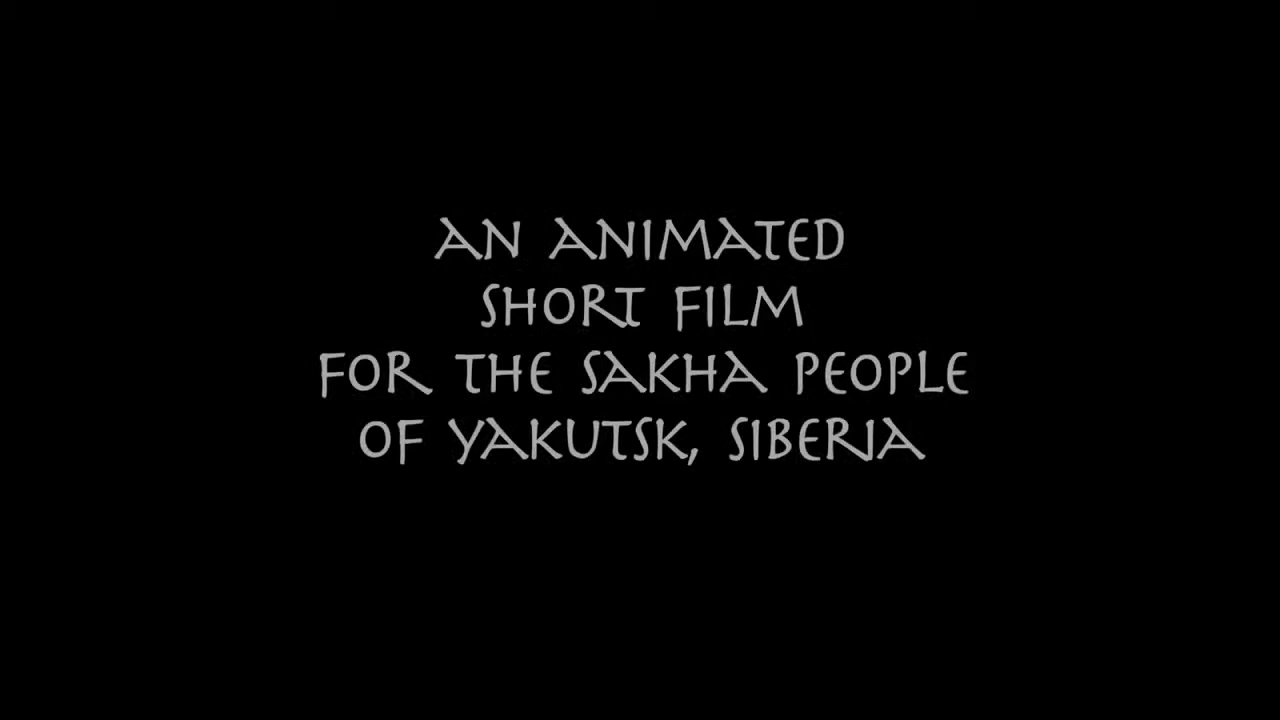 AN ANIMATED
SHORT FILM
FOR THE SAKHA PEOPLE
OF YAKUTSK, SIBERIA